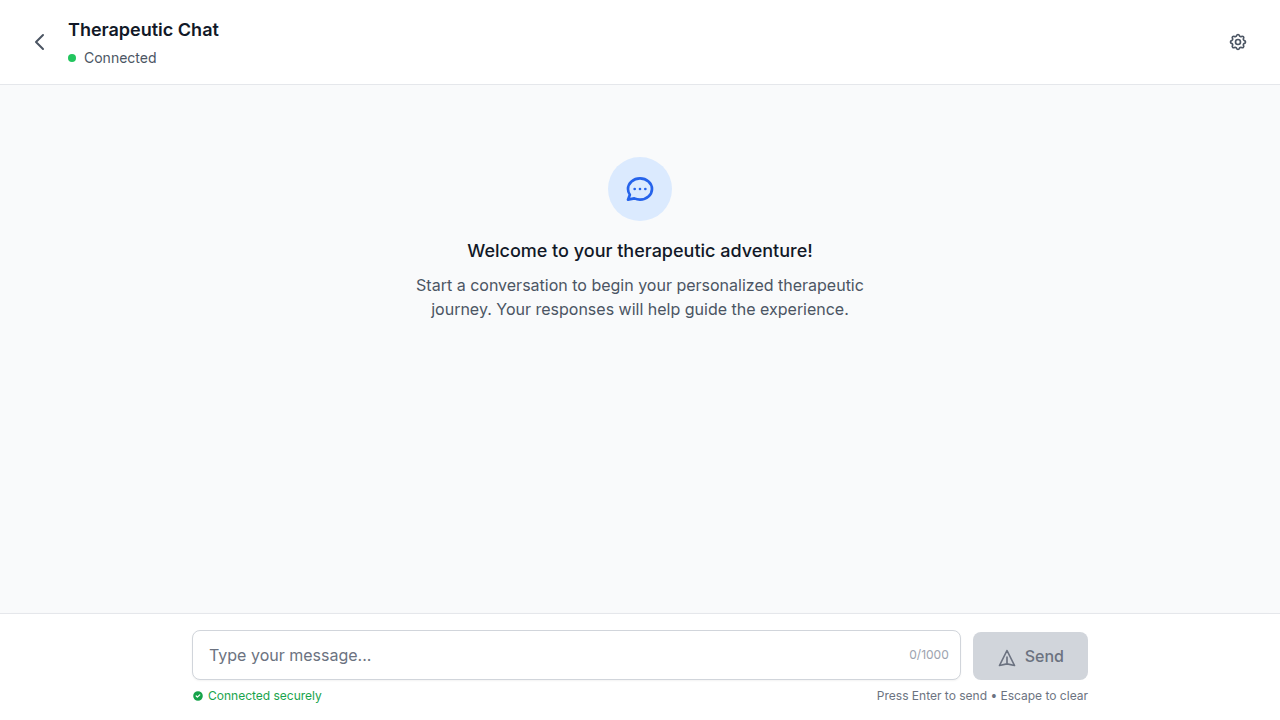 Therapeutic Chat
Connected
Welcome to your therapeutic adventure!
Start a conversation to begin your personalized therapeutic
journey. Your responses will help guide the experience.
Type your message...
0/1000
Send
Connected securely
Press Enter to send • Escape to clear